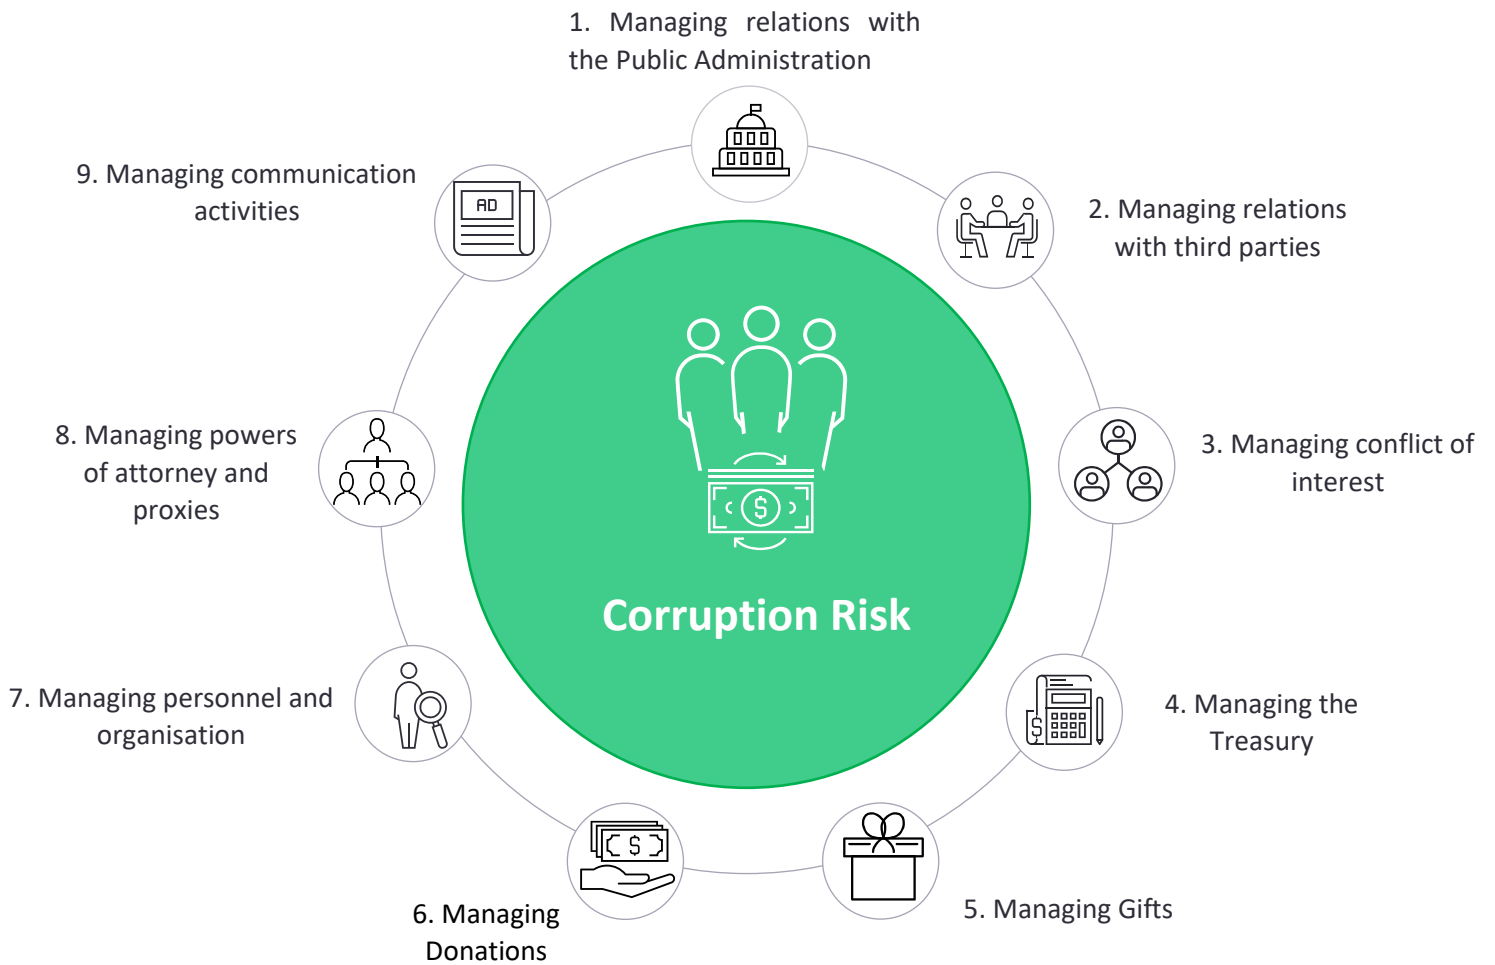 1. Managing relations with
the Public Administration
2. Managing relations
with third parties
3. Managing conflict of
interest
4. Managing the
Treasury
5. Managing Gifts
6. Managing
Donations
7. Managing personnel and
organisation
8. Managing powers
of attorney and
proxies
9. Managing communication
activities
AD
$
Corruption Risk
$
$